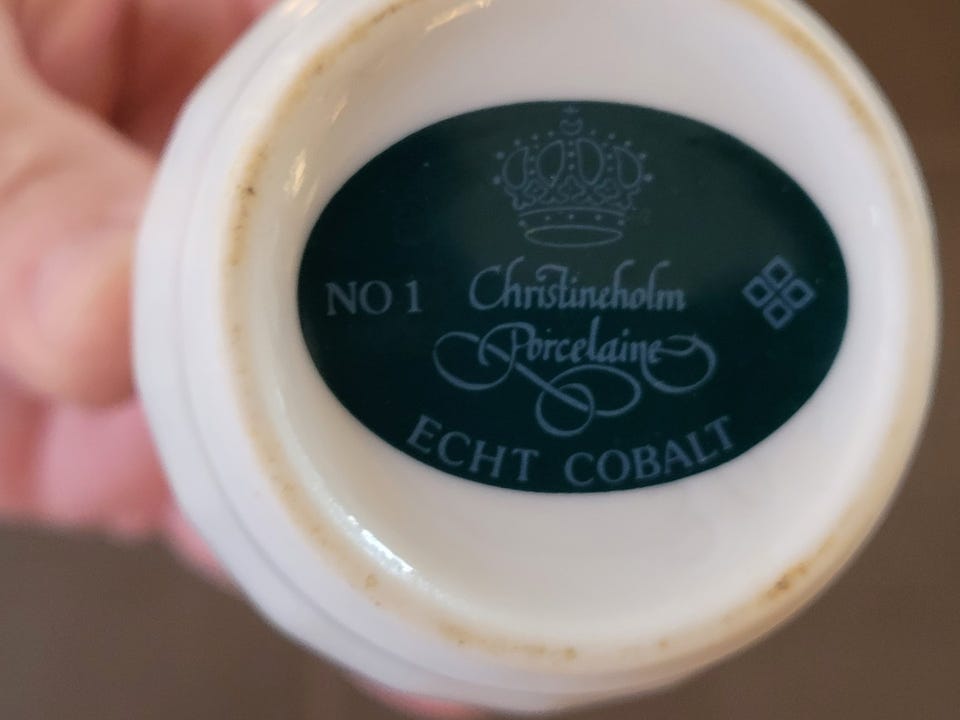 NO 1
Christineholm
Porcelaine
ECHT COBALT